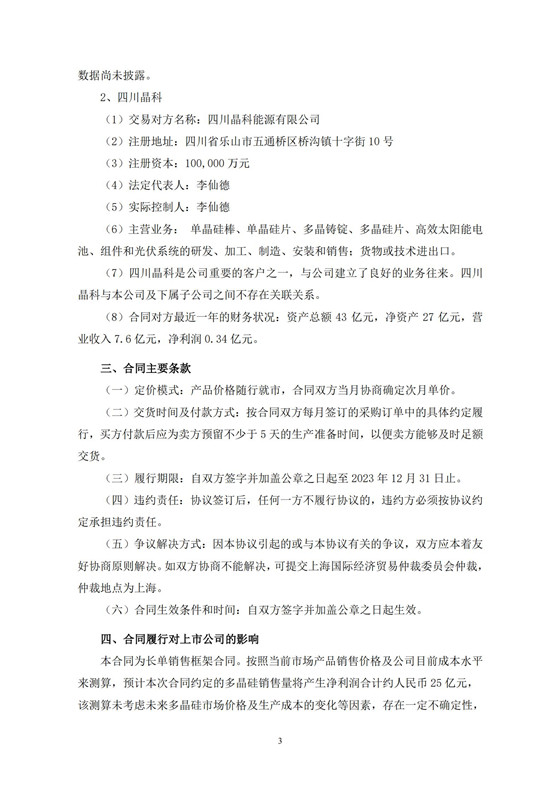 数据尚未披露。
2、四川晶科
（1）交易对方名称：四川晶科能源有限公司
（2）注册地址：四川省乐山市五通桥区桥沟镇十字街 10 号
（3）注册资本：100,000 万元
（4）法定代表人：李仙德
（5）实际控制人：李仙德
（6）主营业务： 单晶硅棒、单晶硅片、多晶铸锭、多晶硅片、高效太阳能电
池、组件和光伏系统的研发、加工、制造、安装和销售；货物或技术进出口。
（7）四川晶科是公司重要的客户之一，与公司建立了良好的业务往来。四川
晶科与本公司及下属子公司之间不存在关联关系。
（8）合同对方最近一年的财务状况：资产总额 43 亿元，净资产 27 亿元，营
业收入 7.6 亿元，净利润 0.34 亿元。
三、合同主要条款
（一）定价模式：产品价格随行就市，合同双方当月协商确定次月单价。
（二）交货时间及付款方式：按合同双方每月签订的采购订单中的具体约定履
行，买方付款后应为卖方预留不少于 5 天的生产准备时间，以便卖方能够及时足额
交货。
（三）履行期限：自双方签字并加盖公章之日起至 2023 年 12 月 31 日止。
（四）违约责任：协议签订后，任何一方不履行协议的，违约方必须按协议约
定承担违约责任。
（五）争议解决方式：因本协议引起的或与本协议有关的争议，双方应本着友
好协商原则解决。如双方协商不能解决，可提交上海国际经济贸易仲裁委员会仲裁，
仲裁地点为上海。
（六）合同生效条件和时间：自双方签字并加盖公章之日起生效。
四、合同履行对上市公司的影响
本合同为长单销售框架合同。按照当前市场产品销售价格及公司目前成本水平
来测算，预计本次合同约定的多晶硅销售量将产生净利润合计约人民币 25 亿元，
该测算未考虑未来多晶硅市场价格及生产成本的变化等因素，存在一定不确定性，
3